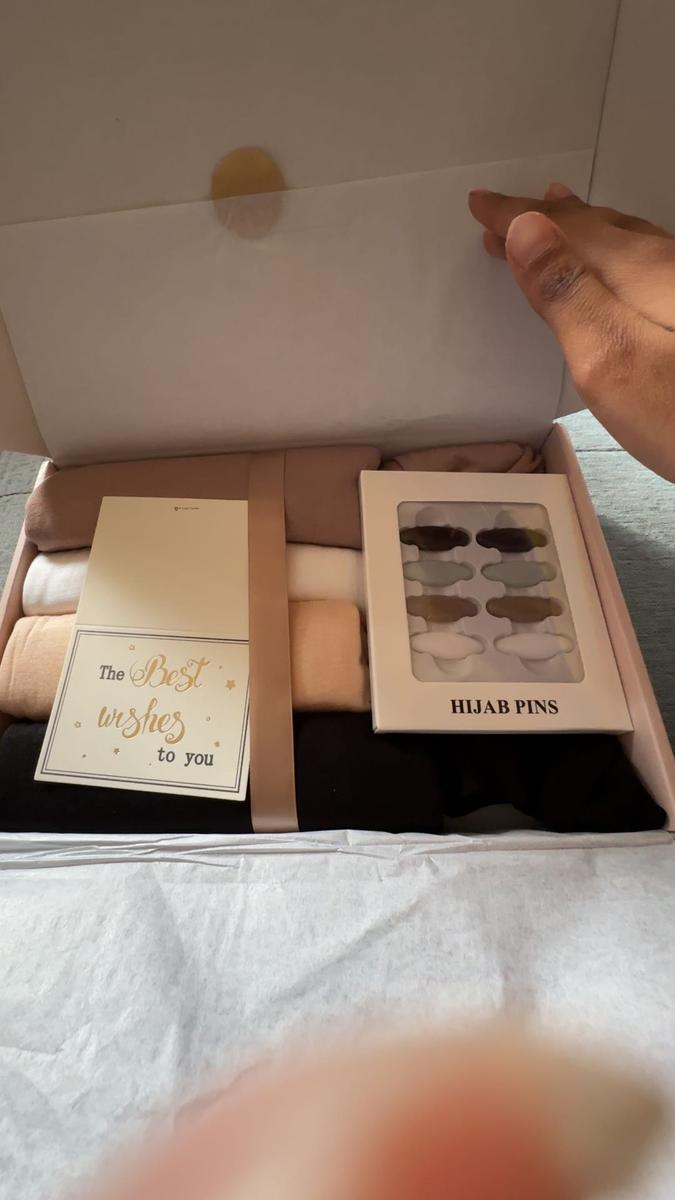 The Best
wishes
to you
HIJAB PINS